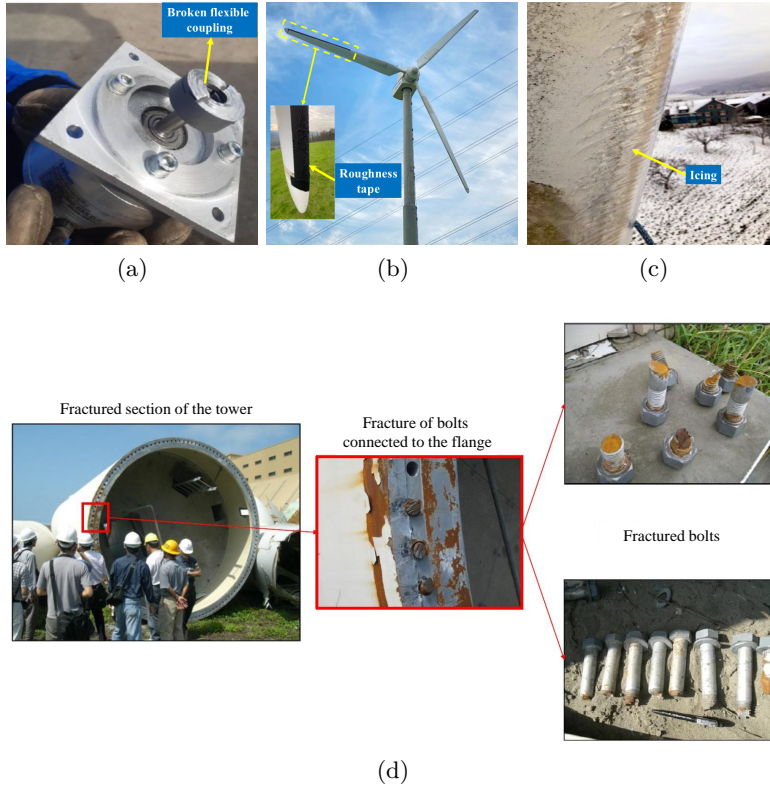 Broken flexible
coupling
Roughness
tape
Icing
(a)
(b)
(c)
Fractured section of the tower
Fracture of bolts
connected to the flange
Fractured bolts
(d)